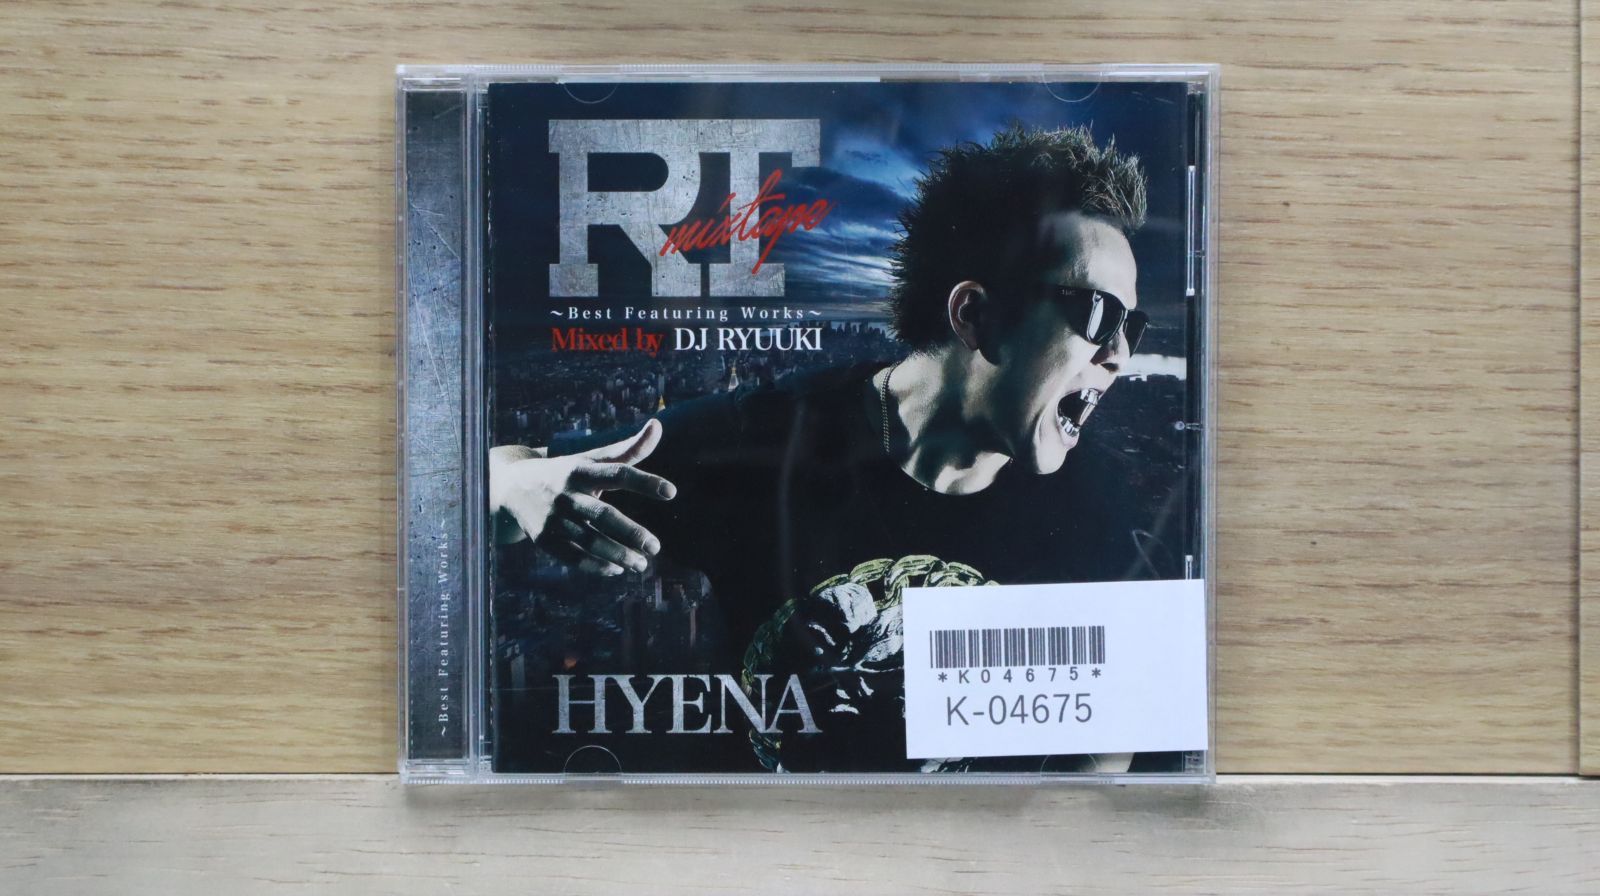 RI
mixtape
~Best Featuring Works~
Mixed by DJ RYUUKI
HYENA
~Best Featuring Works~
*K04675*
K-04675